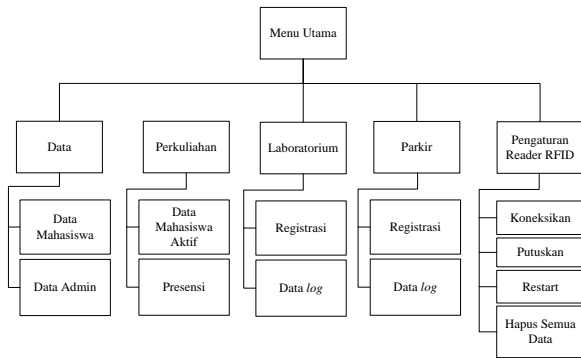 Menu Utama
Data
Perkuliahan
Laboratorium
Parkir
Pengaturan
Reader RFID
Data
Mahasiswa
Data Admin
Data
Mahasiswa
Aktif
Presensi
Registrasi
Data log
Registrasi
Data log
Koneksikan
Putuskan
Restart
Hapus Semua
Data